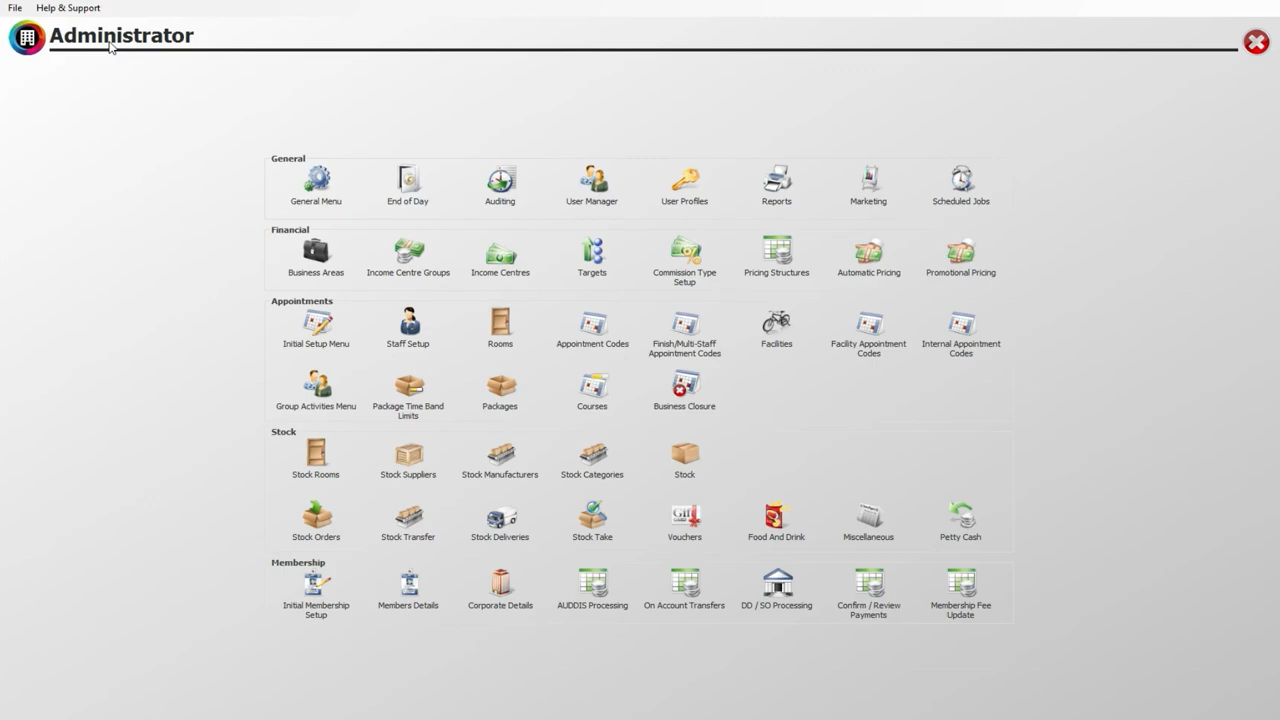 File Help & Support
Administrator
General
General Menu End of Day Auditing User Manager User Profiles Reports Marketing Scheduled Jobs
Financial
Business Areas Income Centre Groups Income Centres Targets Commission Type Setup Pricing Structures Automatic Pricing Promotional Pricing
Appointments
Initial Setup Menu Staff Setup Rooms Appointment Codes Finish/Multi-Staff Appointment Codes Facilities Facility Appointment Codes Internal Appointment Codes
Group Activities Menu Package Time Band Limits Packages Courses Business Closure
Stock
Stock Rooms Stock Suppliers Stock Manufacturers Stock Categories Stock
Stock Orders Stock Transfer Stock Deliveries Stock Take Vouchers Food And Drink Miscellaneous Petty Cash
Membership
Initial Membership Setup Members Details Corporate Details AUDDIS Processing On Account Transfers DD / SO Processing Confirm / Review Payments Membership Fee Update